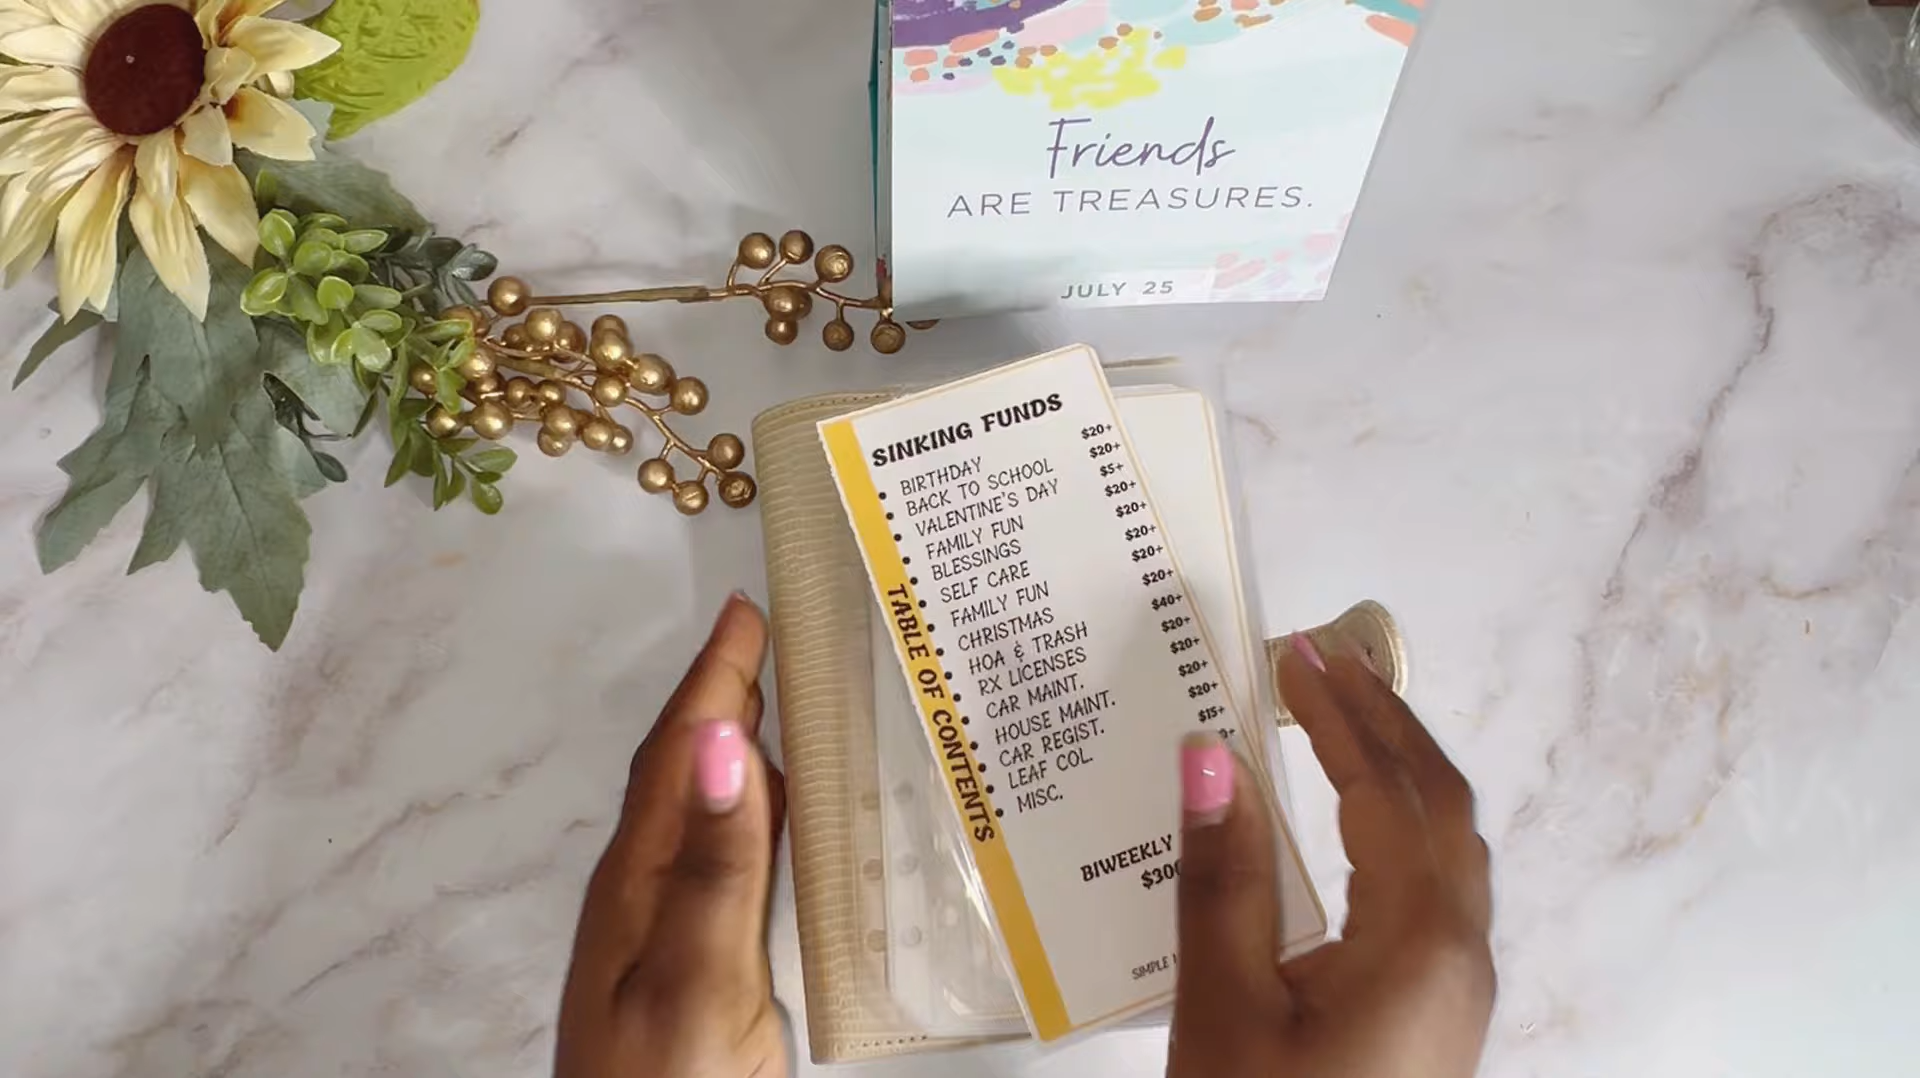 Friends
ARE TREASURES.
JULY 25
SINKING FUNDS
BIRTHDAY $20+
BACK TO SCHOOL $20+
VALENTINE'S DAY $5+
FAMILY FUN $20+
BLESSINGS $20+
SELF CARE $20+
FAMILY FUN $20+
CHRISTMAS $20+
HOA & TRASH $40+
RX LICENSES $20+
CAR MAINT. $20+
HOUSE MAINT. $20+
CAR REGIST. $20+
LEAF COL. $15+
MISC.
TABLE OF CONTENTS
BIWEEKLY
$300
SIMPLE